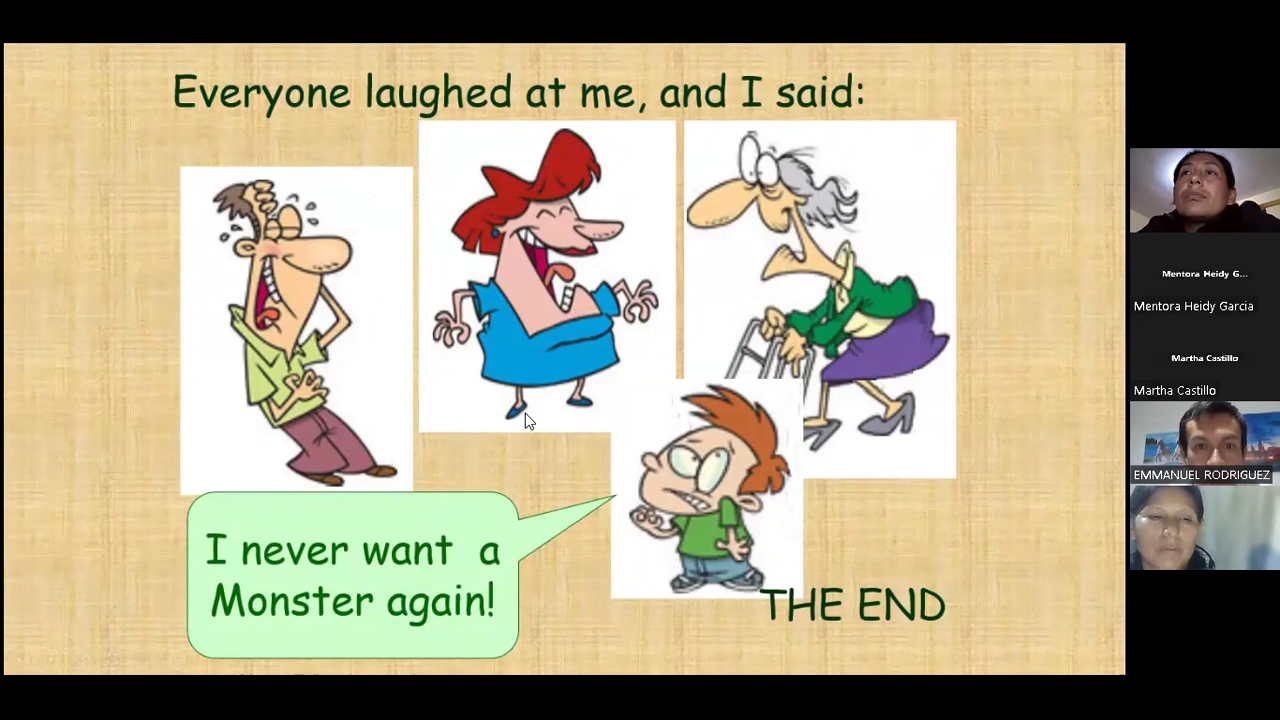 Everyone laughed at me, and I said:
I never want a
Monster again!
THE END
Mentora Heidy G...
Mentora Heidy Garcia
Martha Castillo
Martha Castillo
EMMANUEL RODRIGUEZ